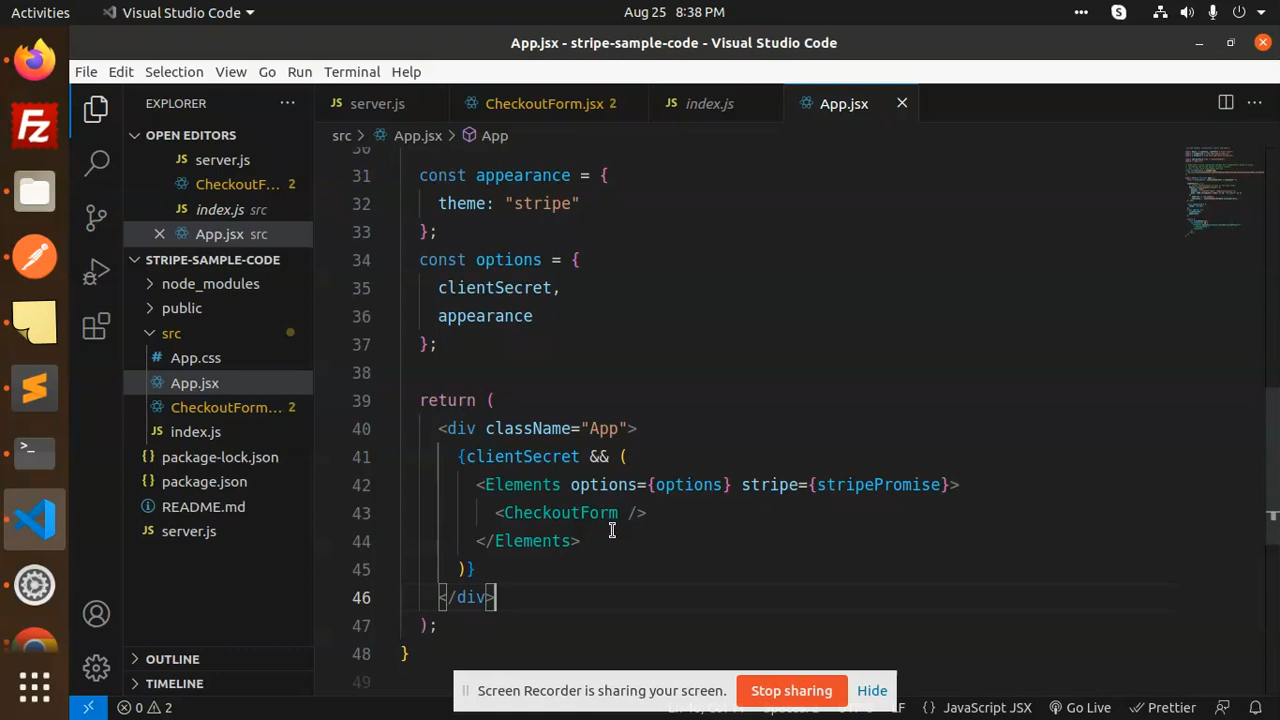 Activities
Visual Studio Code
Aug 25 8:38 PM
App.jsx - stripe-sample-code - Visual Studio Code
File Edit Selection View Go Run Terminal Help
EXPLORER
OPEN EDITORS
JS server.js
CheckoutF... 2
JS index.js src
App.jsx src
STRIPE-SAMPLE-CODE
node_modules
public
src
# App.css
App.jsx
CheckoutForm... 2
JS index.js
package-lock.json
package.json
README.md
JS server.js
OUTLINE
TIMELINE
JS server.js
CheckoutForm.jsx 2
JS index.js
App.jsx
src > App.jsx > App
31 const appearance = {
32 theme: "stripe"
33 };
34 const options = {
35 clientSecret,
36 appearance
37 };
38
39 return (
40 <div className="App">
41 {clientSecret && (
42 <Elements options={options} stripe={stripePromise}>
43 <CheckoutForm />
44 </Elements>
45 )}
46 </div>
47 );
48 }
49
Screen Recorder is sharing your screen.
Stop sharing
Hide
0 2
LF
{} JavaScript JSX
Go Live
Prettier